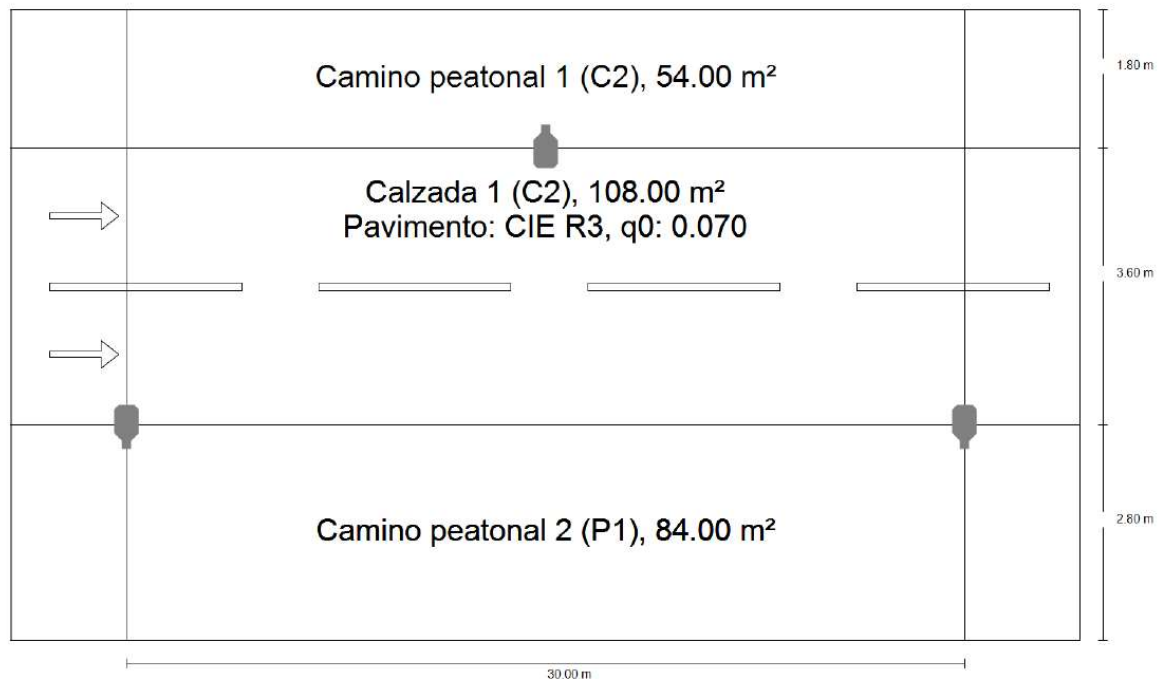 Camino peatonal 1 (C2), 54.00 m²
1.80 m
Calzada 1 (C2), 108.00 m²
Pavimento: CIE R3, q0: 0.070
3.60 m
Camino peatonal 2 (P1), 84.00 m²
2.80 m
30.00 m